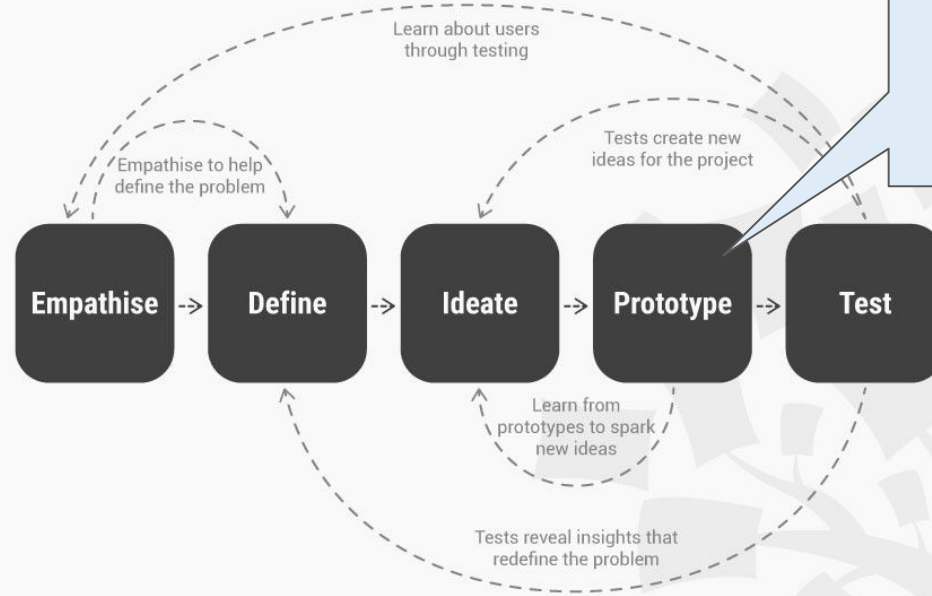 Learn about users
through testing
Tests create new
ideas for the project
Empathise to help
define the problem
Empathise
Define
Ideate
Prototype
Test
Learn from
prototypes to spark
new ideas
Tests reveal insights that
redefine the problem